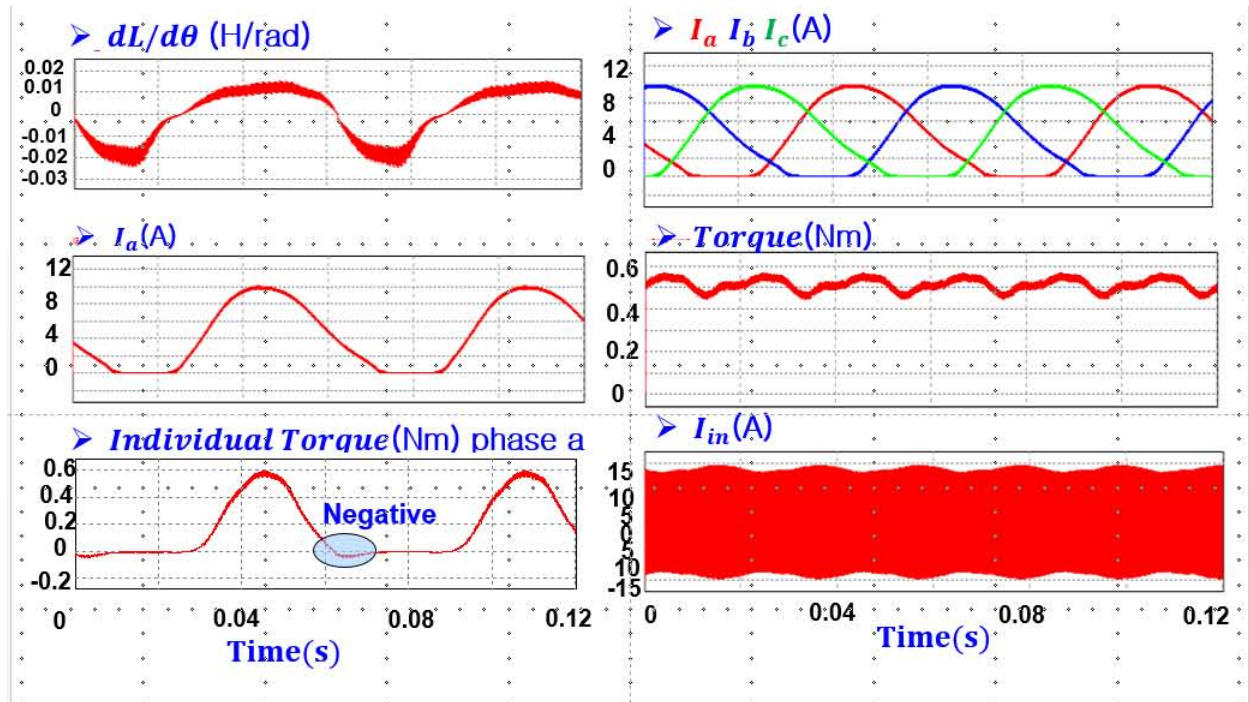 ➢ dL/dθ (H/rad)
0.02
0.01
0
-0.01
-0.02
-0.03
➢ Ia(A)
12
8
4
0
➢ Individual Torque(Nm) phase a
0.6
0.4
0.2
0
-0.2
Negative
0 0.04 0.08 0.12
Time(s)
➢ Ia Ib Ic(A)
12
8
4
0
➢ Torque(Nm)
0.6
0.4
0.2
0
➢ Iin(A)
15
10
5
0
5
10
-15
0 0:04 0.08 0.12
Time(s)